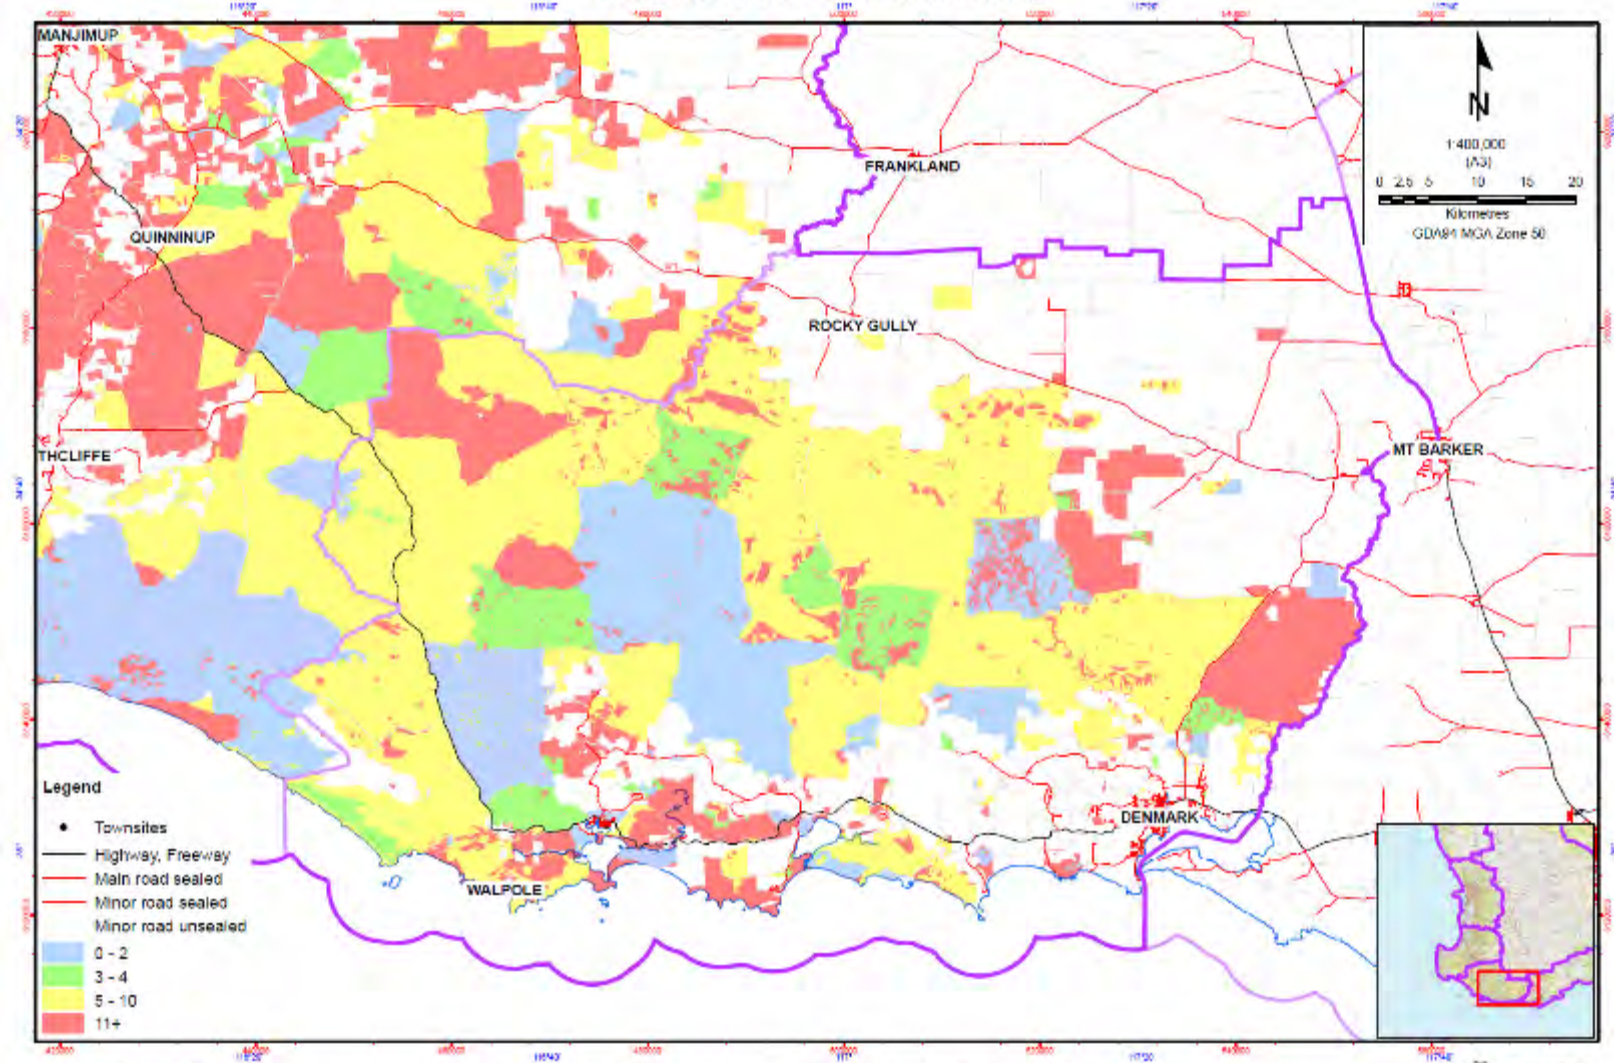 MANJIMUP
N
1:400,000
(A3)
0 2.5 5 10 15 20
Kilometres
GDA94 MGA Zone 50
FRANKLAND
QUINNINUP
ROCKY GULLY
MT BARKER
THCLIFFE
DENMARK
WALPOLE
Legend
Townsites
Highway, Freeway
Main road sealed
Minor road sealed
Minor road unsealed
0 - 2
3 - 4
5 - 10
11+